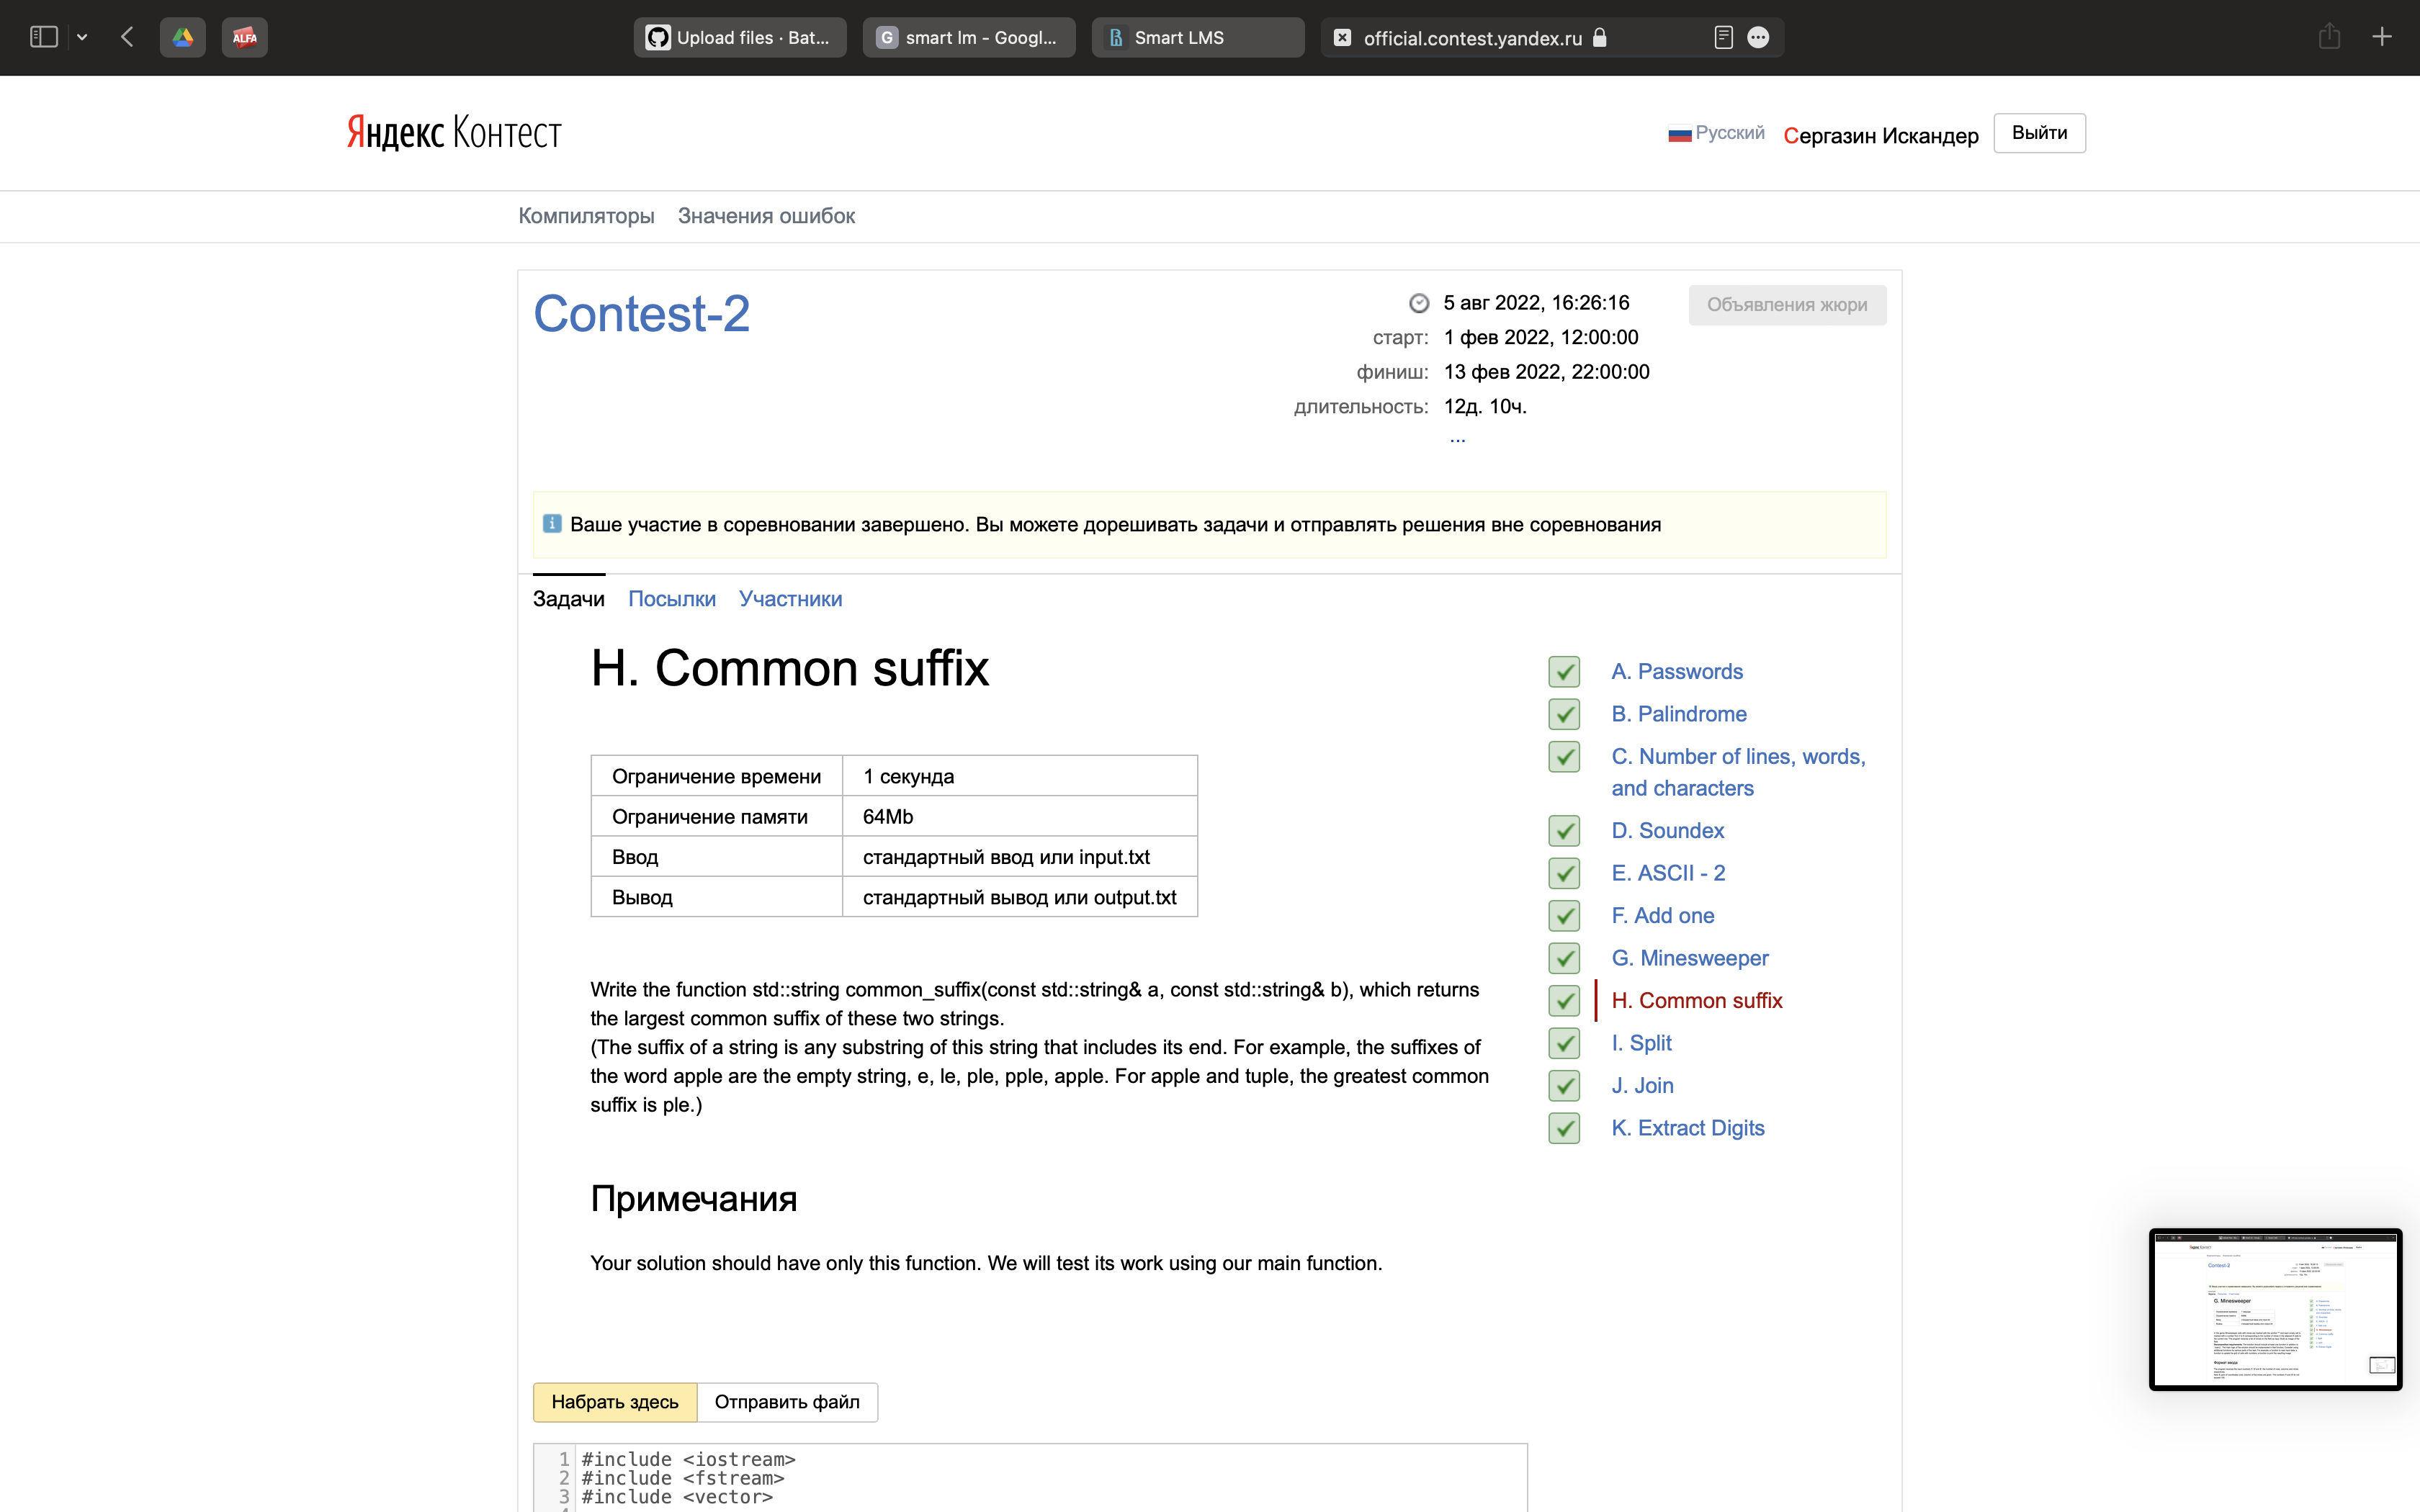 ALFA
Upload files · Bat...
smart lm - Googl...
Smart LMS
official.contest.yandex.ru
Яндекс Контест
Русский
Сергазин Искандер
Выйти
Компиляторы
Значения ошибок
Contest-2
5 авг 2022, 16:26:16
Объявления жюри
старт: 1 фев 2022, 12:00:00
финиш: 13 фев 2022, 22:00:00
длительность: 12д. 10ч.
...
Ваше участие в соревновании завершено. Вы можете дорешивать задачи и отправлять решения вне соревнования
Задачи
Посылки
Участники
H. Common suffix
Ограничение времени 1 секунда
Ограничение памяти 64Mb
Ввод стандартный ввод или input.txt
Вывод стандартный вывод или output.txt
Write the function std::string common_suffix(const std::string& a, const std::string& b), which returns
the largest common suffix of these two strings.
(The suffix of a string is any substring of this string that includes its end. For example, the suffixes of
the word apple are the empty string, e, le, ple, pple, apple. For apple and tuple, the greatest common
suffix is ple.)
Примечания
Your solution should have only this function. We will test its work using our main function.
A. Passwords
B. Palindrome
C. Number of lines, words,
and characters
D. Soundex
E. ASCII - 2
F. Add one
G. Minesweeper
H. Common suffix
I. Split
J. Join
K. Extract Digits
Набрать здесь
Отправить файл
1 #include <iostream>
2 #include <fstream>
3 #include <vector>
Contest-2
G. Minesweeper